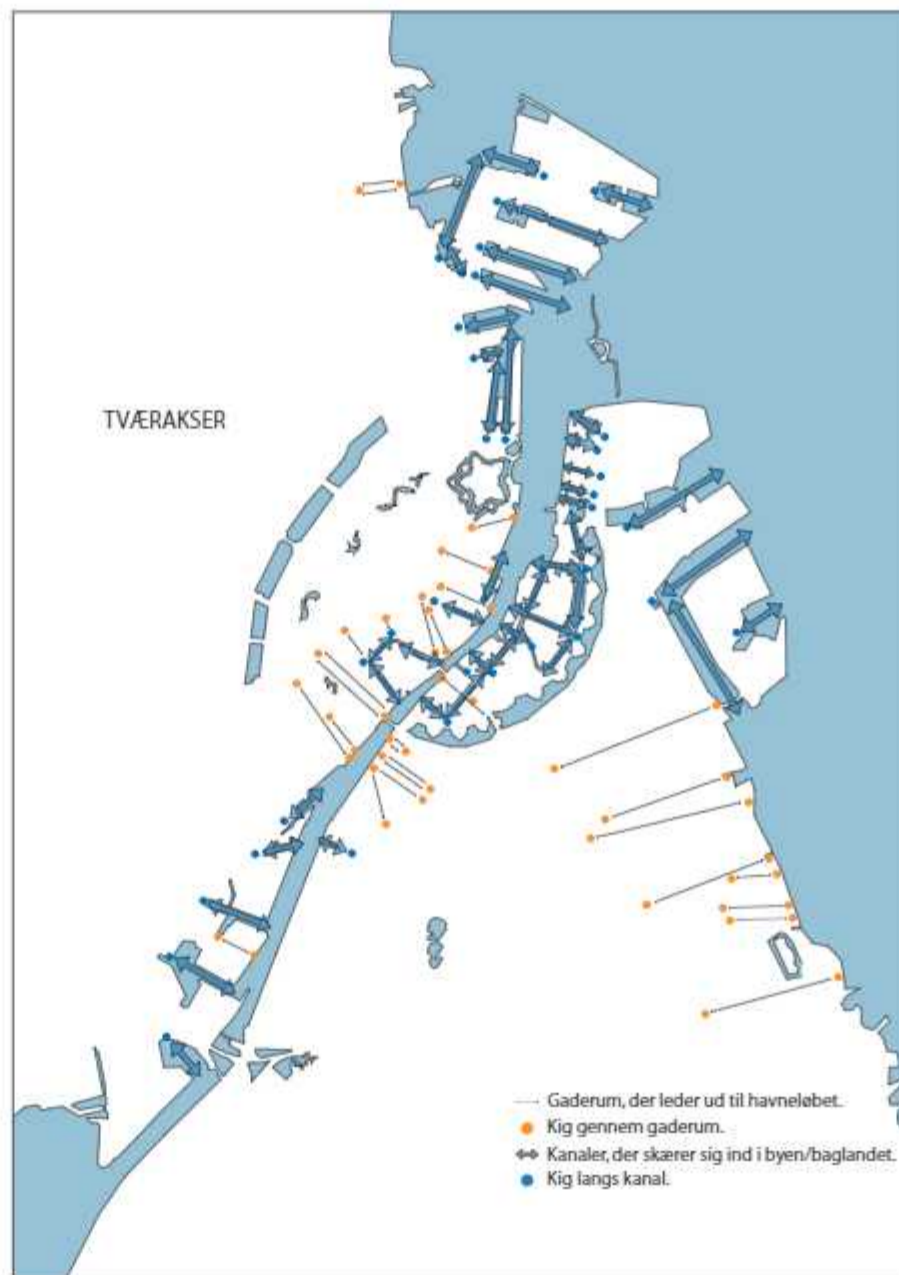 TVÆRAKSER
Gaderum, der leder ud til havneløbet.
Kig gennem gaderum.
Kanaler, der skærer sig ind i byen/baglandet.
Kig langs kanal.